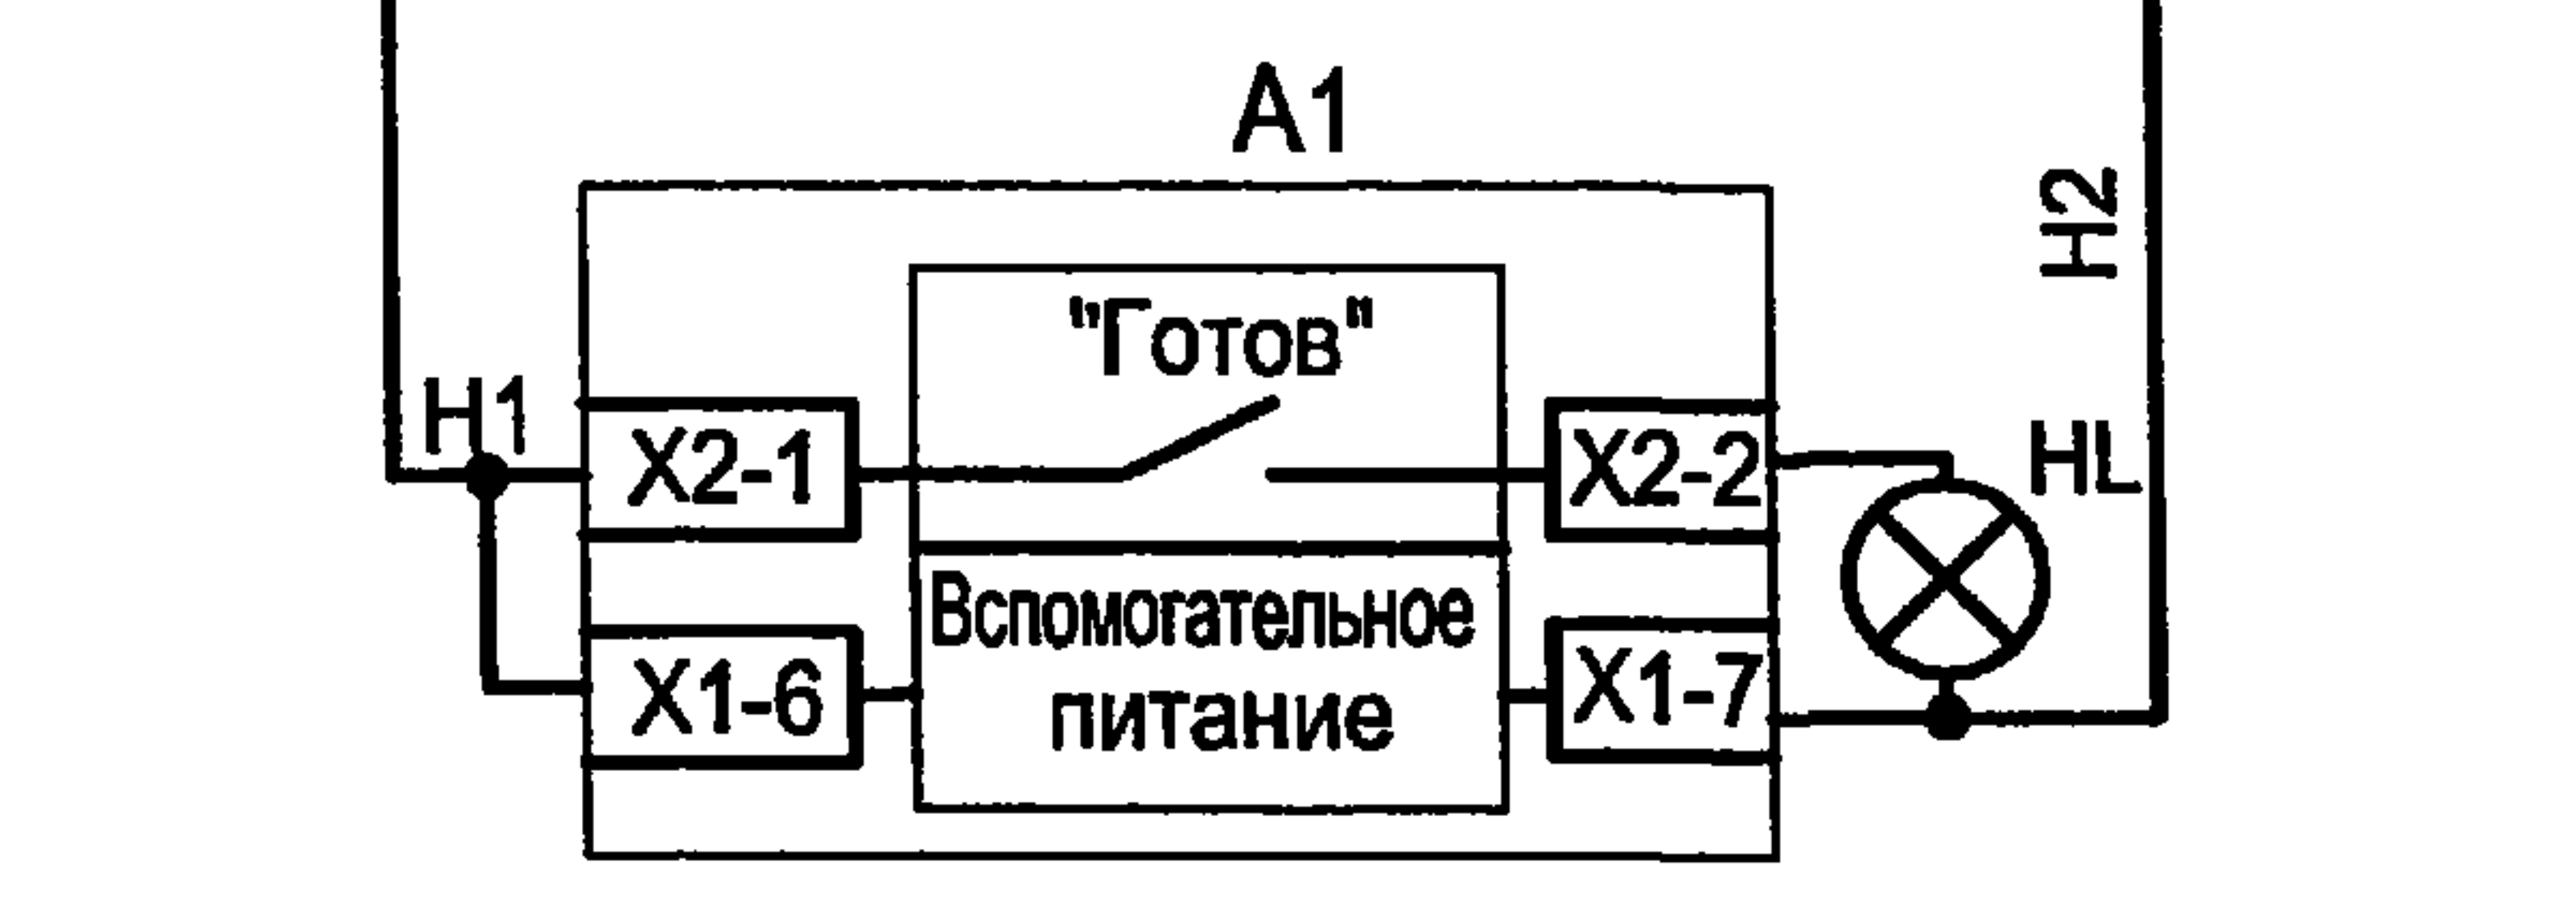 A1
H2
"Готов"
H1
X2-1
X2-2
HL
Вспомогательное
питание
X1-6
X1-7